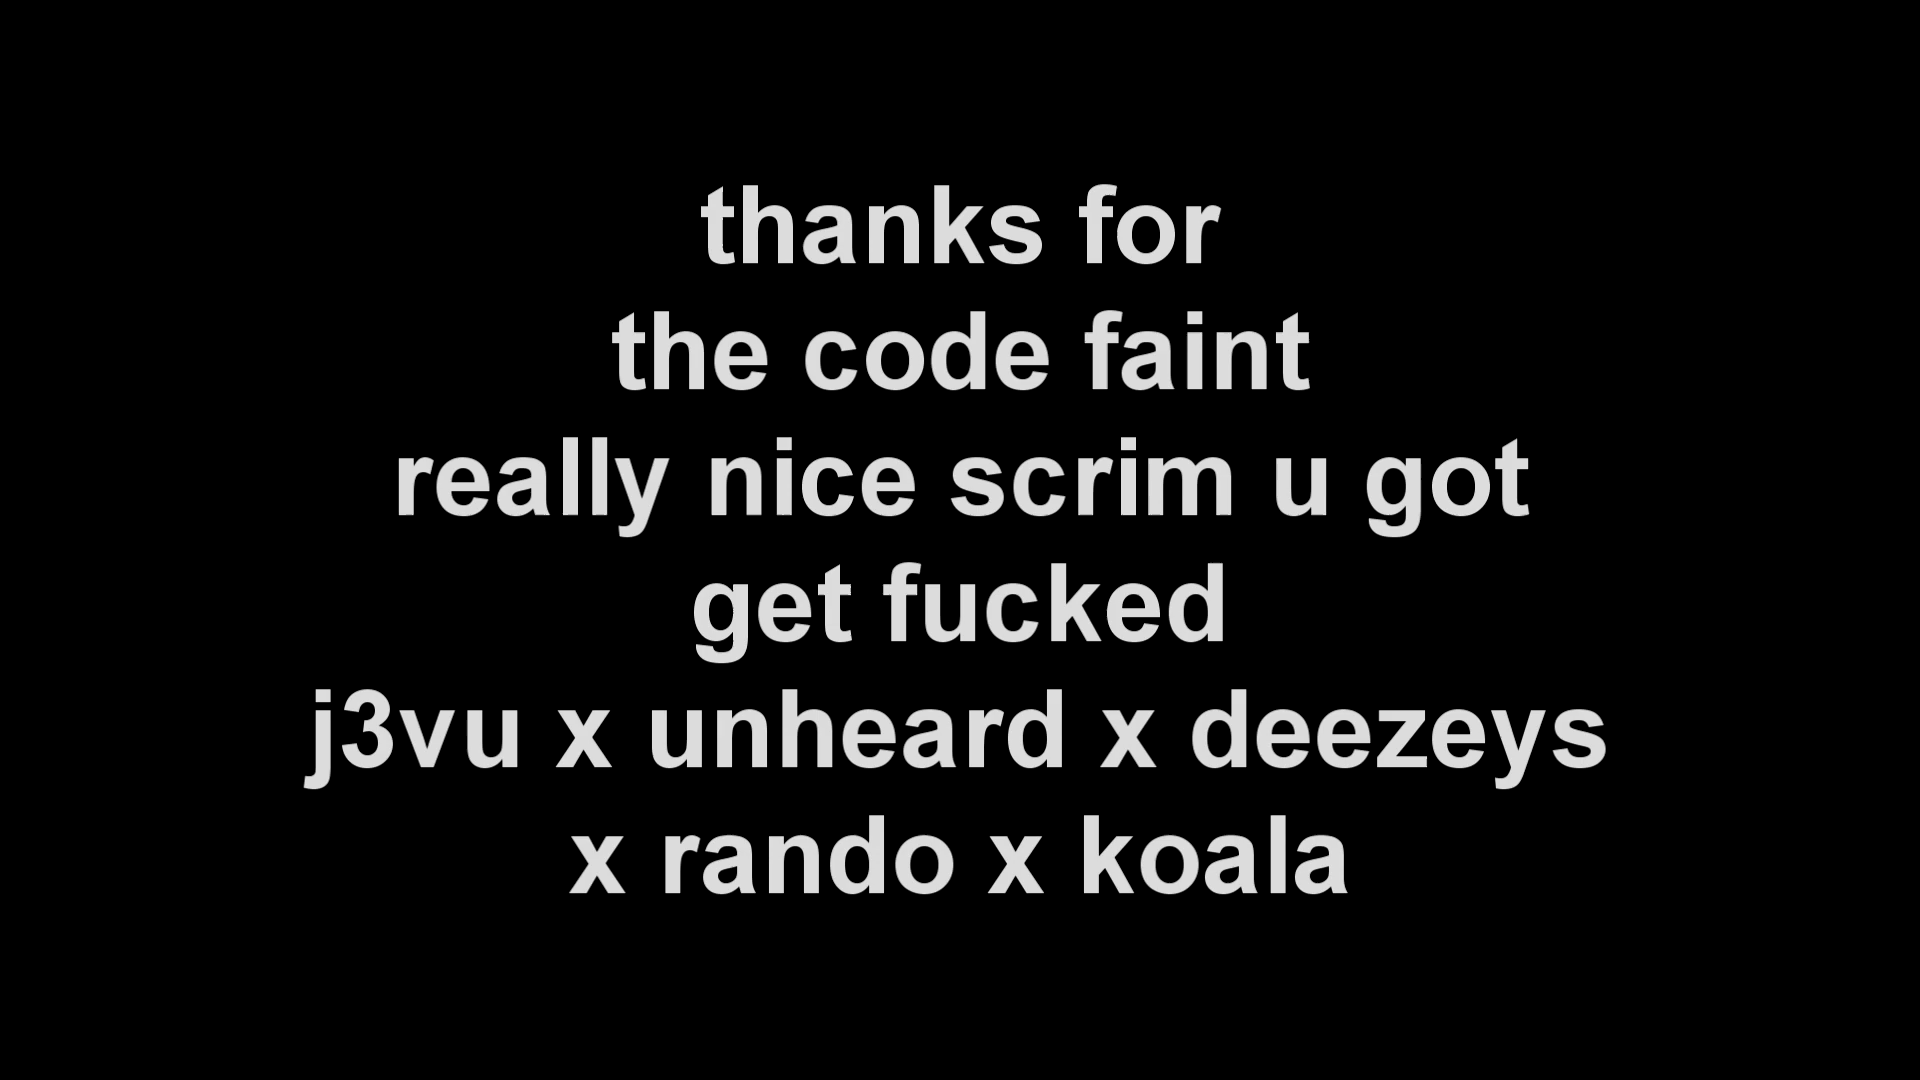 thanks for
the code faint
really nice scrim u got
get fucked
j3vu x unheard x deezeys
x rando x koala